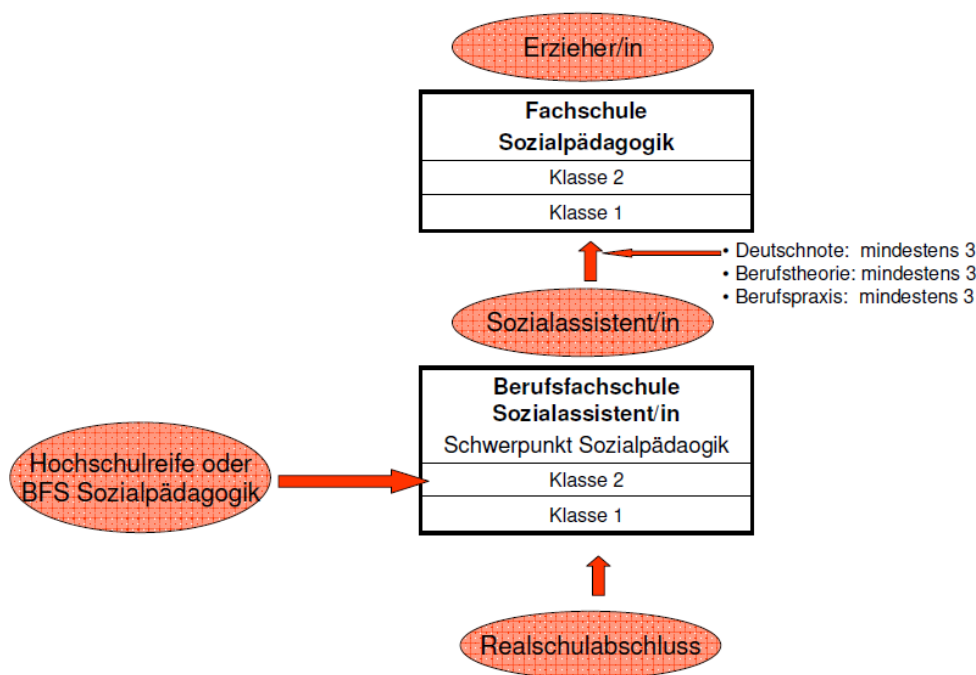 Erzieher/in
Fachschule
Sozialpädagogik
Klasse 2
Klasse 1
• Deutschnote: mindestens 3
• Berufstheorie: mindestens 3
• Berufspraxis: mindestens 3
Sozialassistent/in
Berufsfachschule
Sozialassistent/in
Schwerpunkt Sozialpädaogik
Klasse 2
Klasse 1
Hochschulreife oder
BFS Sozialpädagogik
Realschulabschluss